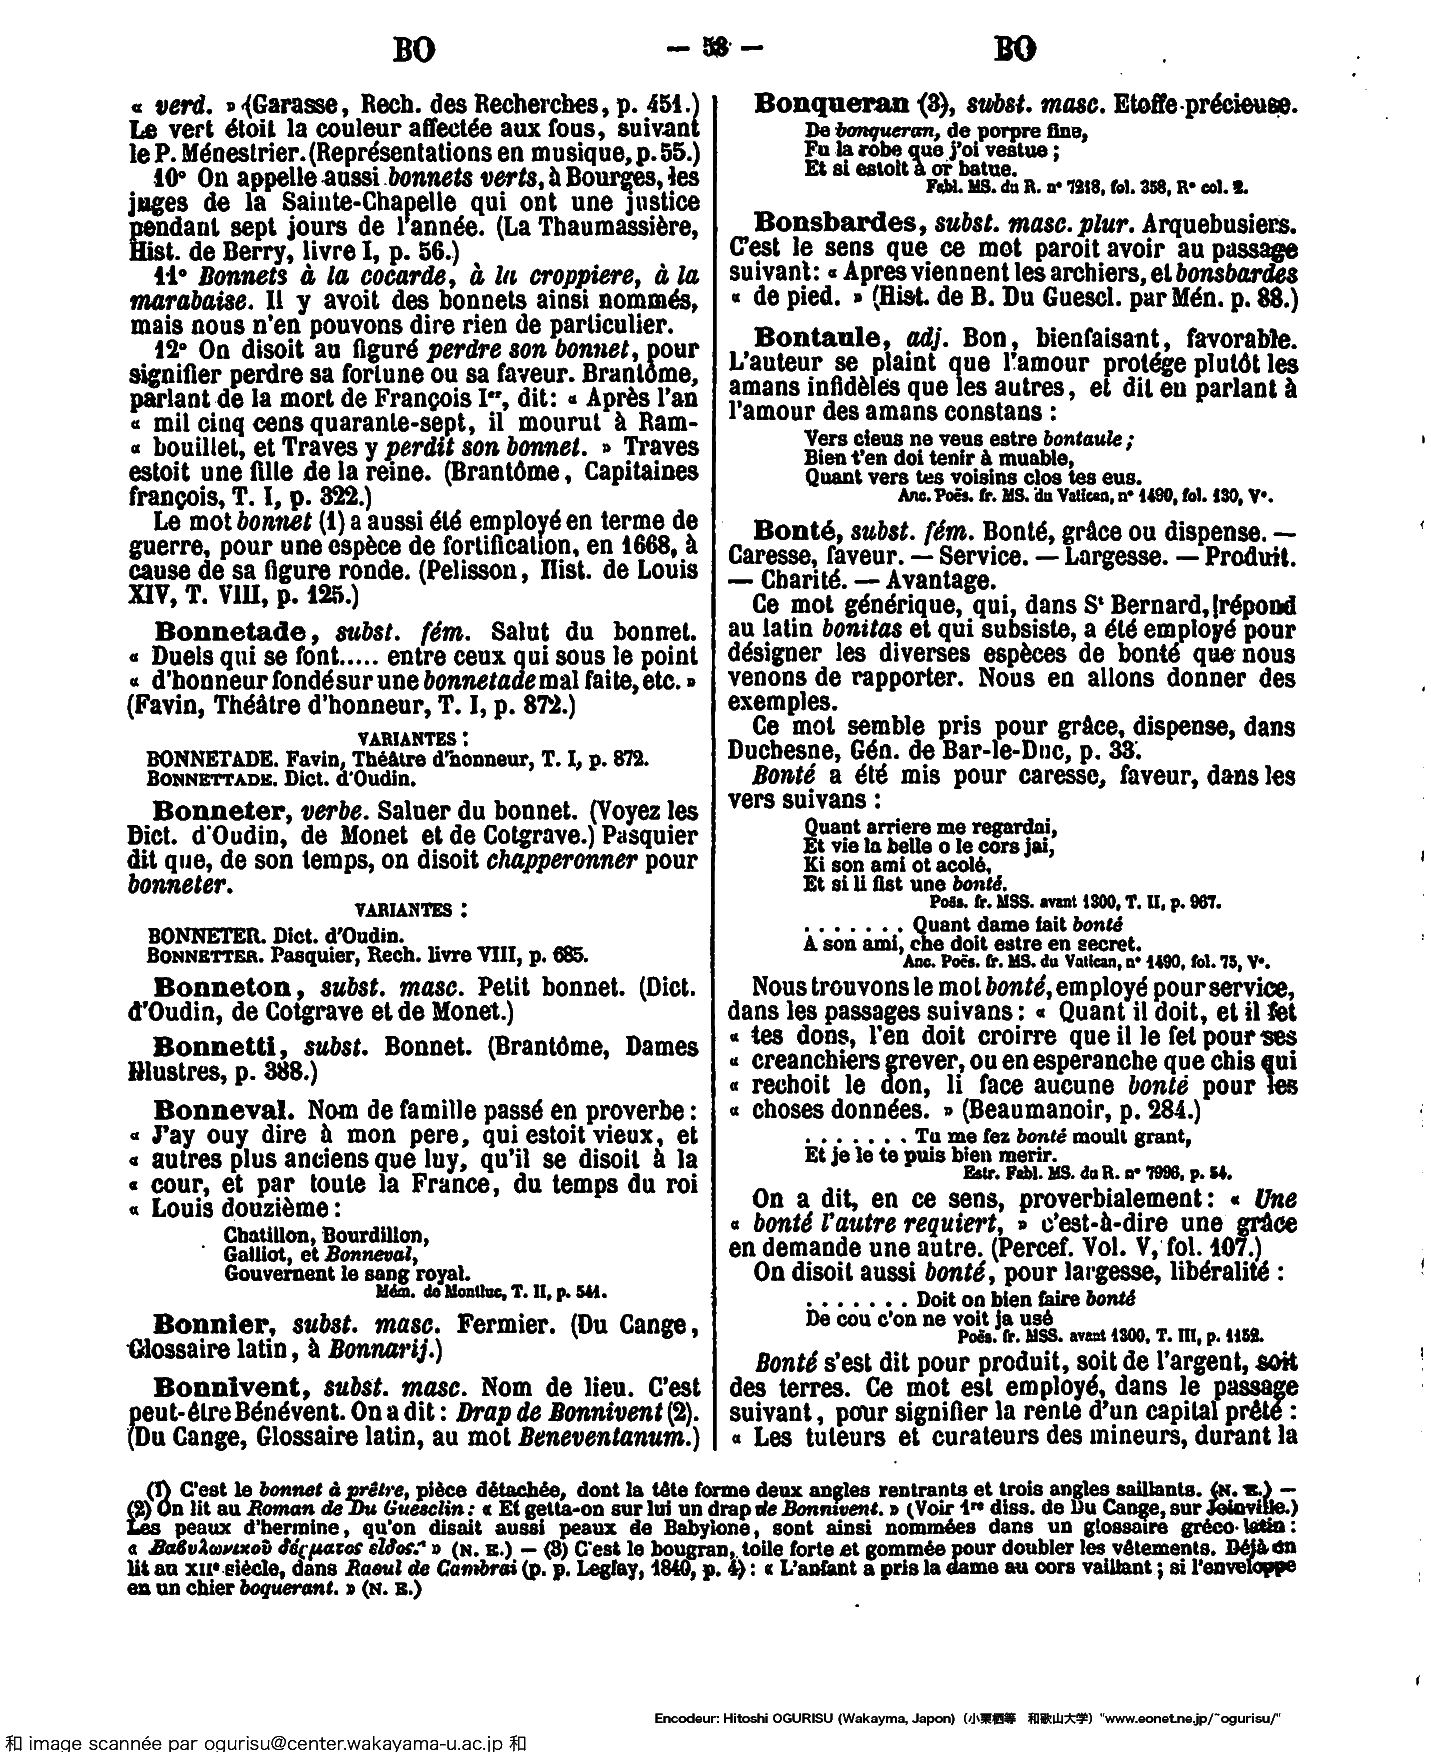 BO — 58 — BO
« verd. » (Garasse, Rech. des Recherches, p. 451.)
Le vert étoit la couleur affectée aux fous, suivant
le P. Ménestrier. (Représentations en musique, p. 55.)
10° On appelle aussi bonnets verts, à Bourges, les
juges de la Sainte-Chapelle qui ont une justice
pendant sept jours de l'année. (La Thaumassière,
Hist. de Berry, livre I, p. 56.)
11° Bonnets à la cocarde, à la croppiere, à la
marabaise. Il y avoit des bonnets ainsi nommés,
mais nous n'en pouvons dire rien de particulier.
12° On disoit au figuré perdre son bonnet, pour
signifier perdre sa fortune ou sa faveur. Brantôme,
parlant de la mort de François Ier, dit: « Après l'an
« mil cinq cens quarante-sept, il mourut à Ram-
« bouillet, et Traves y perdit son bonnet. » Traves
estoit une fille de la reine. (Brantôme, Capitaines
françois, T. I, p. 322.)
Le mot bonnet (1) a aussi été employé en terme de
guerre, pour une espèce de fortification, en 1668, à
cause de sa figure ronde. (Pelisson, Hist. de Louis
XIV, T. VIII, p. 125.)
Bonnetade, subst. fém. Salut du bonnet.
« Duels qui se font..... entre ceux qui sous le point
« d'honneur fondé sur une bonnetade mal faite, etc. »
(Favin, Théâtre d'honneur, T. I, p. 872.)
VARIANTES :
BONNETADE. Favin, Théâtre d'honneur, T. I, p. 872.
BONNETTADE. Dict. d'Oudin.
Bonneter, verbe. Saluer du bonnet. (Voyez les
Dict. d'Oudin, de Monet et de Cotgrave.) Pasquier
dit que, de son temps, on disoit chapperonner pour
bonneter.
VARIANTES :
BONNETER. Dict. d'Oudin.
BONNETTER. Pasquier, Rech. livre VIII, p. 685.
Bonneton, subst. masc. Petit bonnet. (Dict.
d'Oudin, de Cotgrave et de Monet.)
Bonnetti, subst. Bonnet. (Brantôme, Dames
Illustres, p. 388.)
Bonneval. Nom de famille passé en proverbe :
« J'ay ouy dire à mon pere, qui estoit vieux, et
« autres plus anciens que luy, qu'il se disoit à la
« cour, et par toute la France, du temps du roi
« Louis douzième :
Chatillon, Bourdillon,
Galliot, et Bonneval,
Gouvernent le sang royal.
Mém. de Montluc, T. II, p. 541.
Bonnier, subst. masc. Fermier. (Du Cange,
Glossaire latin, à Bonnarij.)
Bonnivent, subst. masc. Nom de lieu. C'est
peut-être Bénévent. On a dit : Drap de Bonnivent (2).
(Du Cange, Glossaire latin, au mot Beneventanum.)
Bonqueran (3), subst. masc. Etoffe précieuse.
De bonqueran, de porpre fine,
Fu la robe que j'oi vestue ;
Et si estoit à or batue.
Fabl. MS. du R. n° 7218, fol. 358, R° col. 2.
Bonsbardes, subst. masc. plur. Arquebusiers.
C'est le sens que ce mot paroit avoir au passage
suivant: « Apres viennent les archiers, et bonsbardes
« de pied. » (Hist. de B. Du Guescl. par Mén. p. 88.)
Bontaule, adj. Bon, bienfaisant, favorable.
L'auteur se plaint que l'amour protége plutôt les
amans infidèles que les autres, et dit en parlant à
l'amour des amans constans :
Vers cieus ne veus estre bontaule ;
Bien t'en doi tenir à muable,
Quant vers tes voisins clos tes eus.
Anc. Poës. fr. MS. du Vatican, n° 1490, fol. 130, V°.
Bonté, subst. fém. Bonté, grâce ou dispense. —
Caresse, faveur. — Service. — Largesse. — Produit.
— Charité. — Avantage.
Ce mot générique, qui, dans St Bernard, répond
au latin bonitas et qui subsiste, a été employé pour
désigner les diverses espèces de bonté que nous
venons de rapporter. Nous en allons donner des
exemples.
Ce mot semble pris pour grâce, dispense, dans
Duchesne, Gén. de Bar-le-Duc, p. 33.
Bonté a été mis pour caresse, faveur, dans les
vers suivans :
Quant arriere me regardai,
Et vie la belle o le cors jai,
Ki son ami ot acolé,
Et si li fist une bonté.
Poës. fr. MSS. avant 1300, T. II, p. 967.
. . . . . . . Quant dame fait bonté
A son ami, che doit estre en secret.
Anc. Poës. fr. MS. du Vatican, n° 1490, fol. 75, V°.
Nous trouvons le mot bonté, employé pour service,
dans les passages suivans : « Quant il doit, et il fet
« tes dons, l'en doit croirre que il le fet pour ses
« creanchiers grever, ou en esperanche que chis qui
« rechoit le don, li face aucune bonté pour les
« choses données. » (Beaumanoir, p. 284.)
. . . . . . . Tu me fez bonté moult grant,
Et je le te puis bien merir.
Estr. Fabl. MS. du R. n° 7996, p. 54.
On a dit, en ce sens, proverbialement : « Une
« bonté l'autre requiert, » c'est-à-dire une grâce
en demande une autre. (Percef. Vol. V, fol. 107.)
On disoit aussi bonté, pour largesse, libéralité :
. . . . . . . Doit on bien faire bonté
De cou c'on ne voit ja usé
Poës. fr. MSS. avant 1300, T. III, p. 1152.
Bonté s'est dit pour produit, soit de l'argent, soit
des terres. Ce mot est employé, dans le passage
suivant, pour signifier la rente d'un capital prêté :
« Les tuteurs et curateurs des mineurs, durant la
(1) C'est le bonnet à prêtre, pièce détachée, dont la tête forme deux angles rentrants et trois angles saillants. (N. E.) —
(2) On lit au Roman de Du Guesclin : « Et getta-on sur lui un drap de Bonnivent. » (Voir 1re diss. de Du Cange, sur Joinville.)
Les peaux d'hermine, qu'on disait aussi peaux de Babylone, sont ainsi nommées dans un glossaire gréco-latin :
« Βαβυλωνικοῦ δέρματος εἶδος. » (N. E.) — (3) C'est le bougran, toile forte et gommée pour doubler les vêtements. Déjà on
lit au XIIe siècle, dans Raoul de Cambrai (p. p. Leglay, 1840, p. 4) : « L'anfant a pris la dame au cors vaillant ; si l'enveloppe
en un chier boquerant. » (N. E.)
Encodeur: Hitoshi OGURISU (Wakayma, Japon) (小栗栖等 和歌山大学) "www.eonet.ne.jp/~ogurisu/"
和 image scannée par ogurisu@center.wakayama-u.ac.jp 和